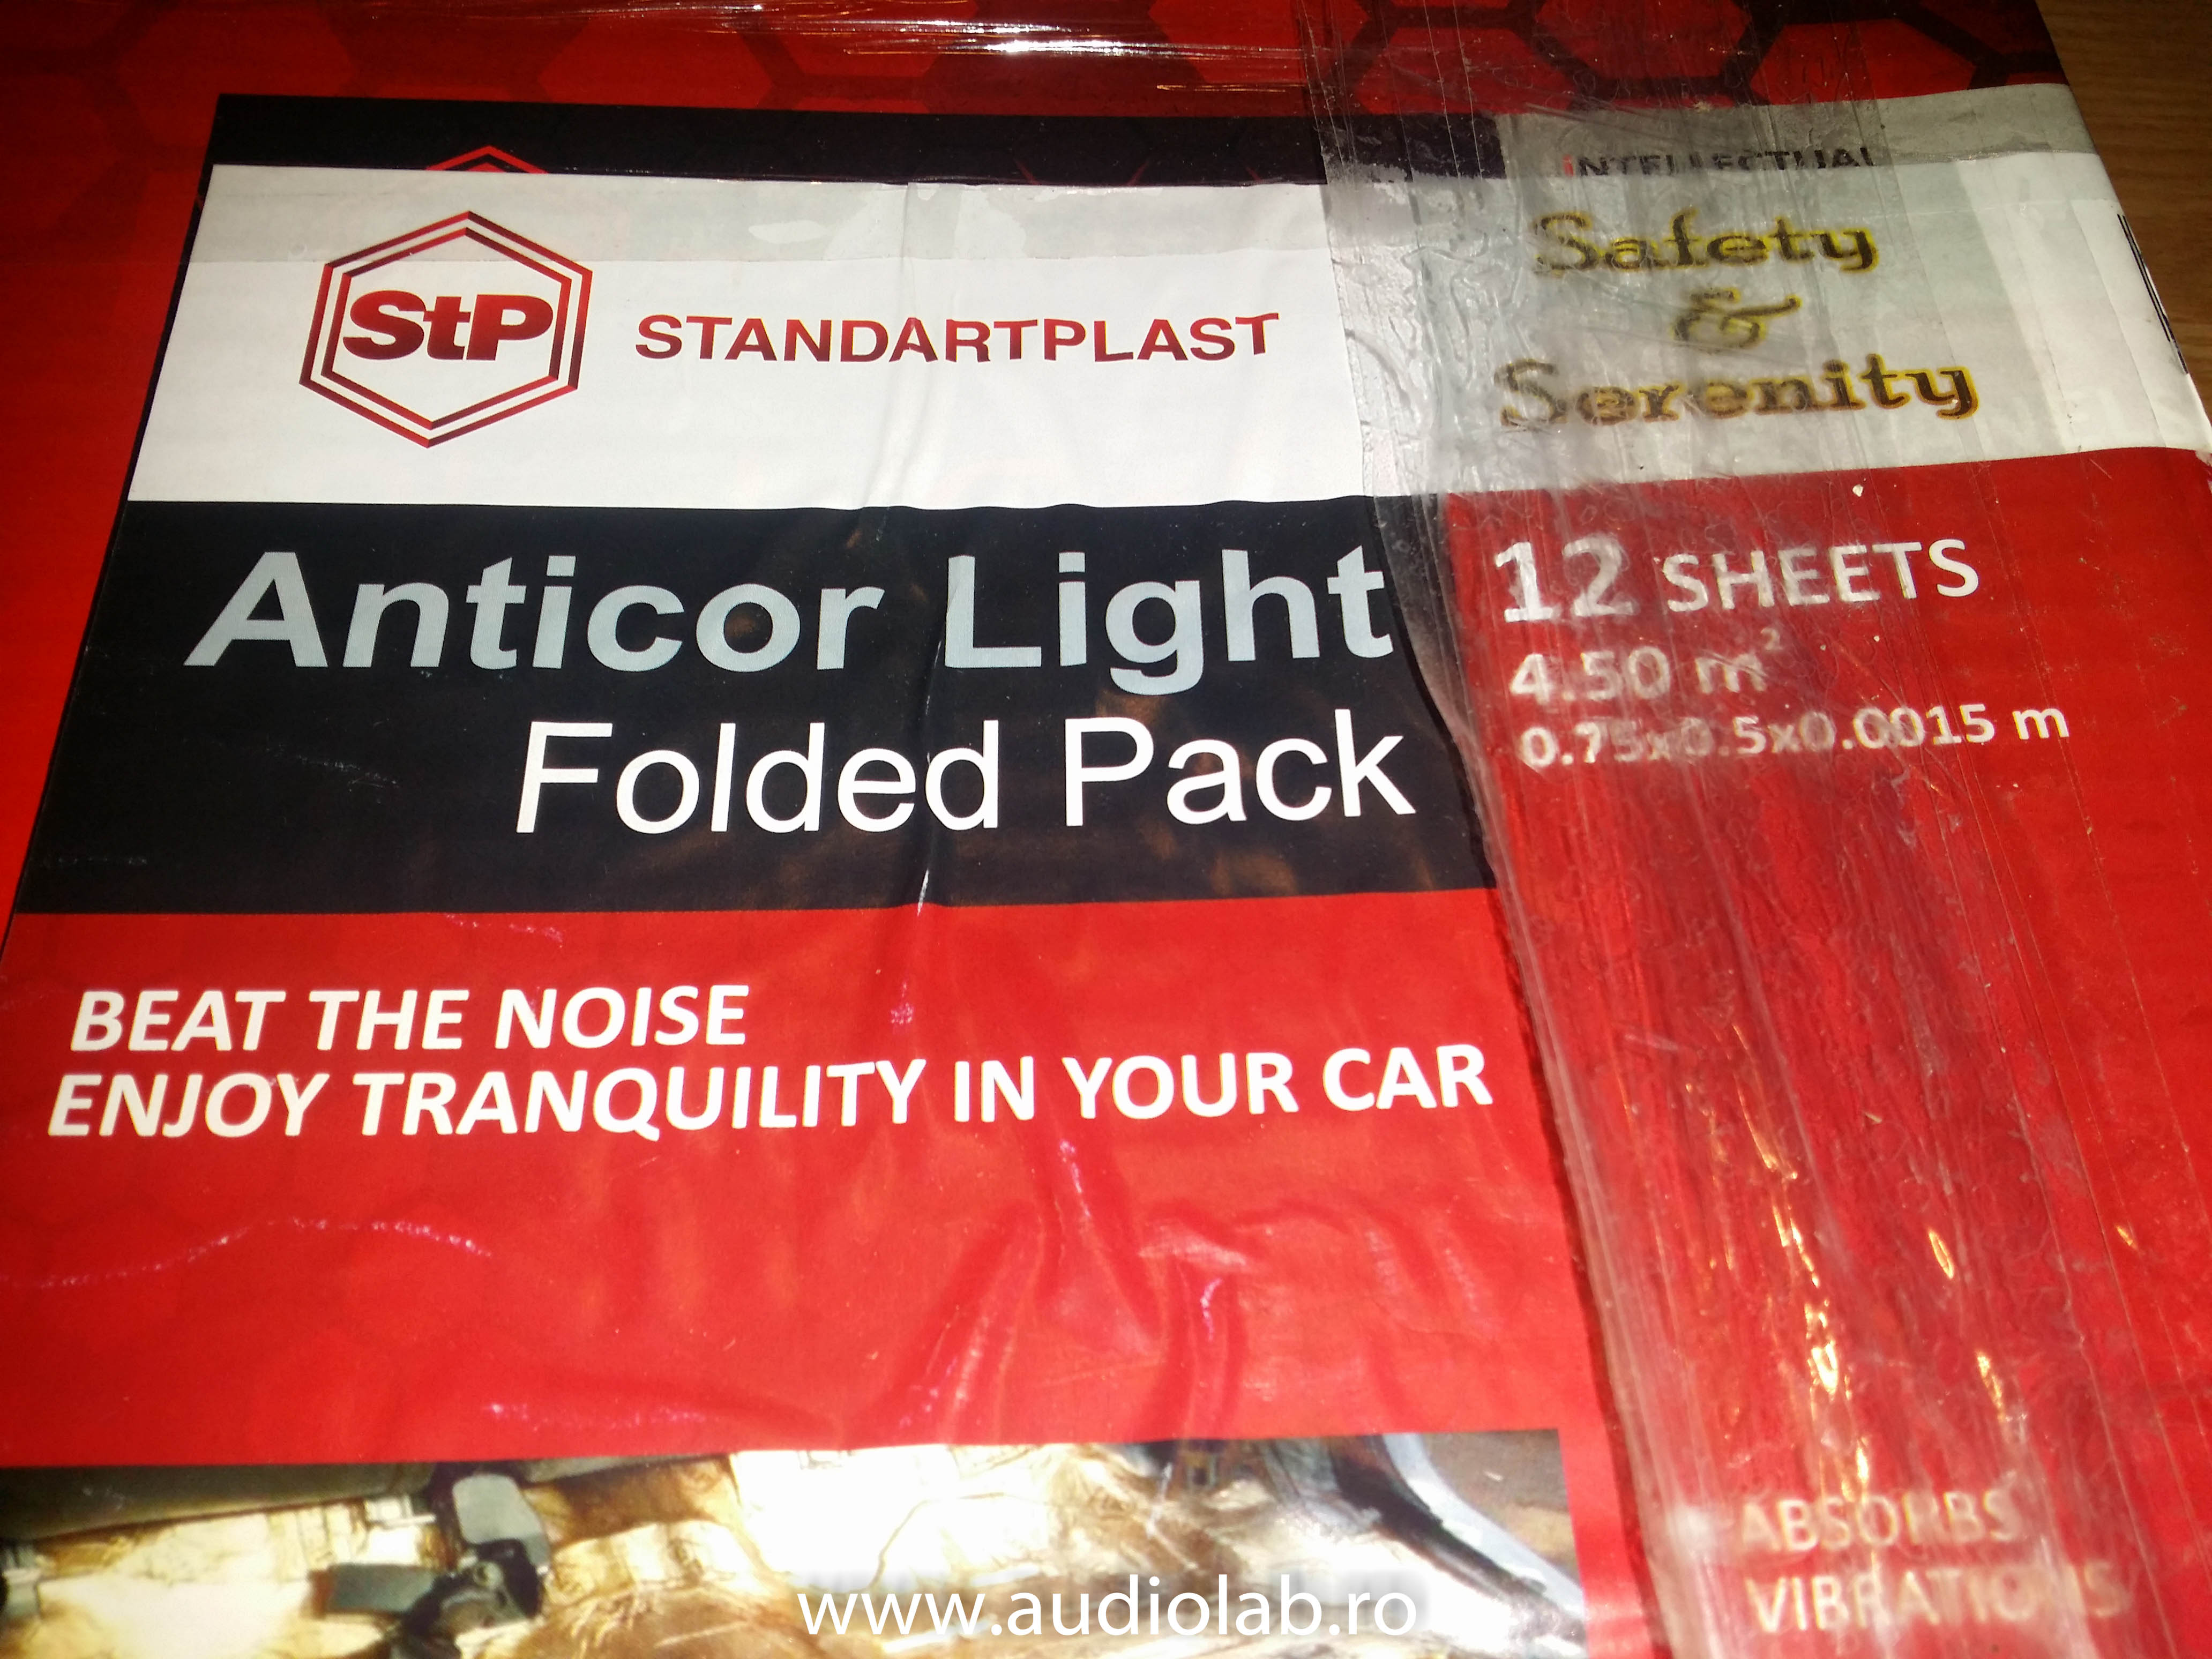 iNTELLECTUAL
Safety
&
Serenity
StP
STANDARTPLAST
Anticor Light
Folded Pack
12 SHEETS
4.50 m²
0.75x0.5x0.0015 m
BEAT THE NOISE
ENJOY TRANQUILITY IN YOUR CAR
ABSORBS
VIBRATIONS
www.audiolab.ro